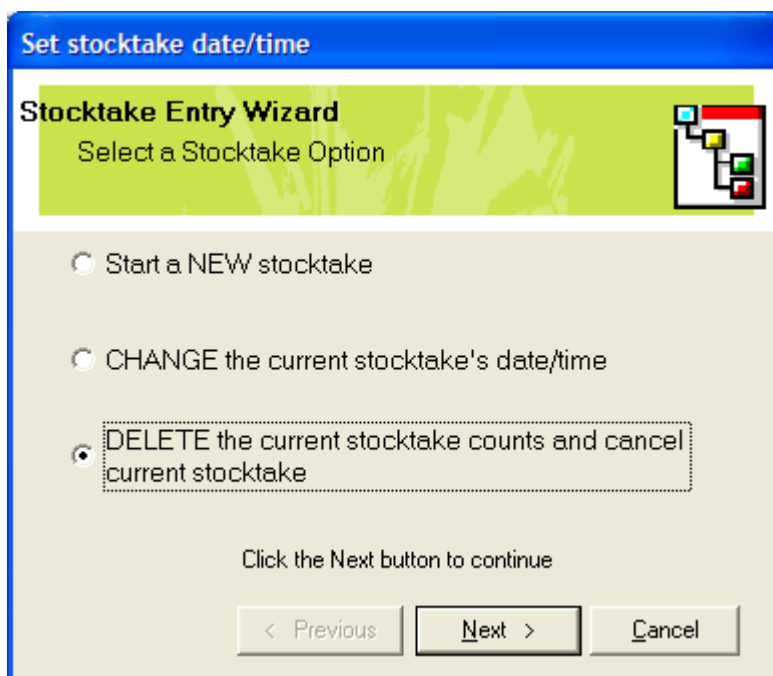 Set stocktake date/time
Stocktake Entry Wizard
Select a Stocktake Option
Start a NEW stocktake
CHANGE the current stocktake's date/time
DELETE the current stocktake counts and cancel
current stocktake
Click the Next button to continue
< Previous
Next >
Cancel